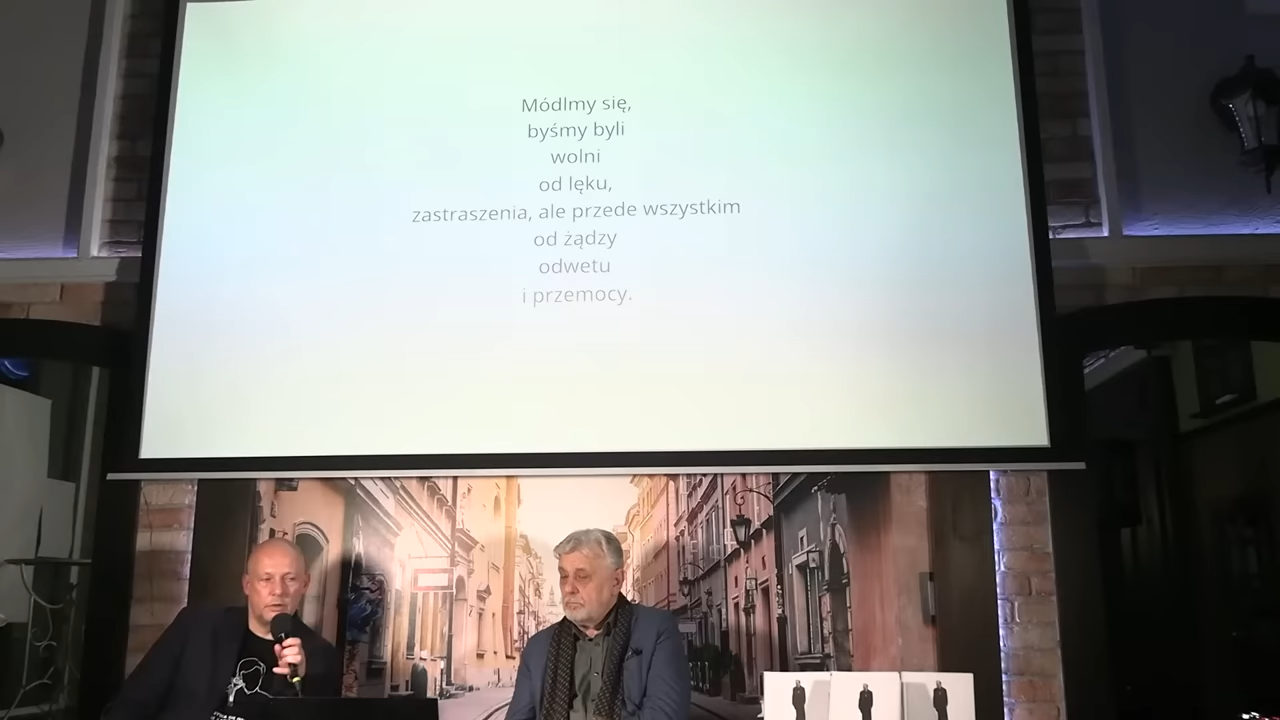 Módlmy się,
byśmy byli
wolni
od lęku,
zastraszenia, ale przede wszystkim
od żądzy
odwetu
i przemocy.